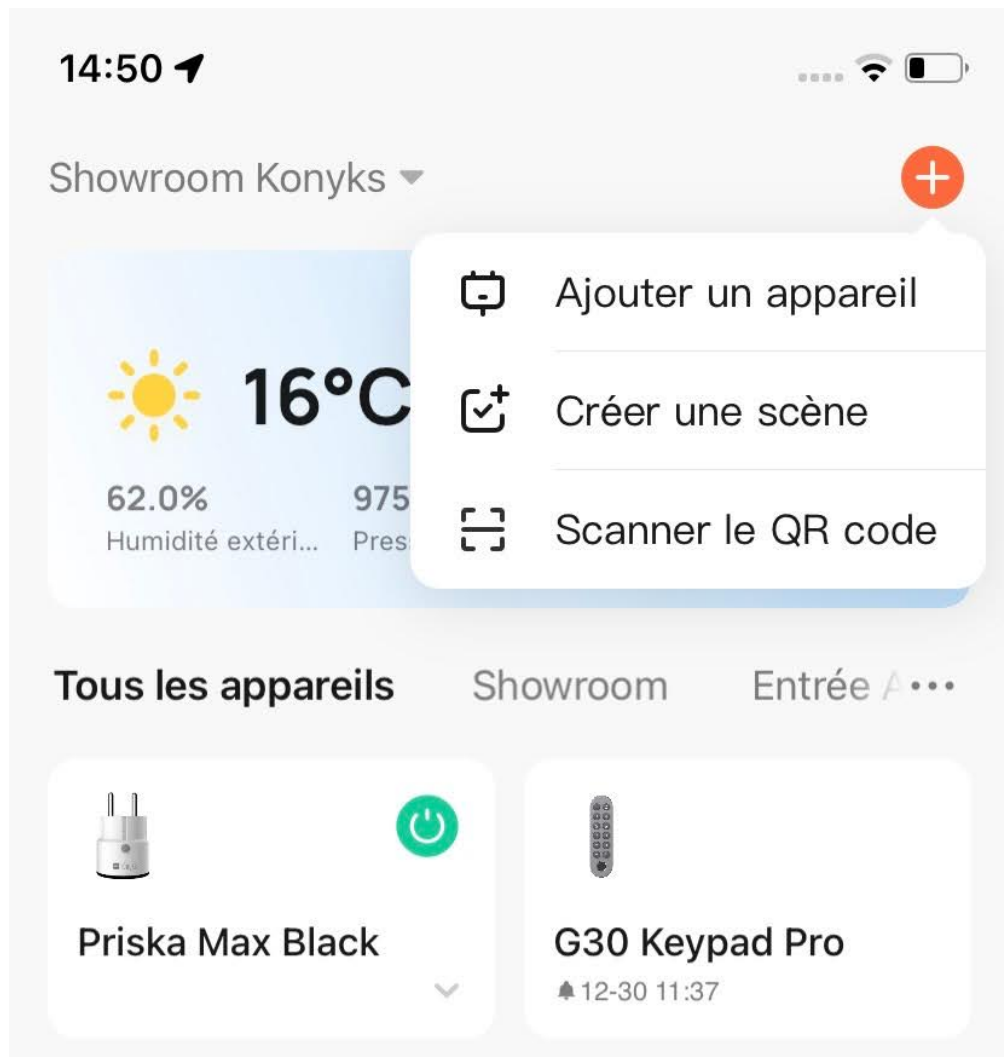 14:50
Showroom Konyks
Ajouter un appareil
Créer une scène
Scanner le QR code
16°C
62.0%
975
Humidité extéri...
Pres
Tous les appareils
Showroom
Entrée A
Priska Max Black
G30 Keypad Pro
12-30 11:37